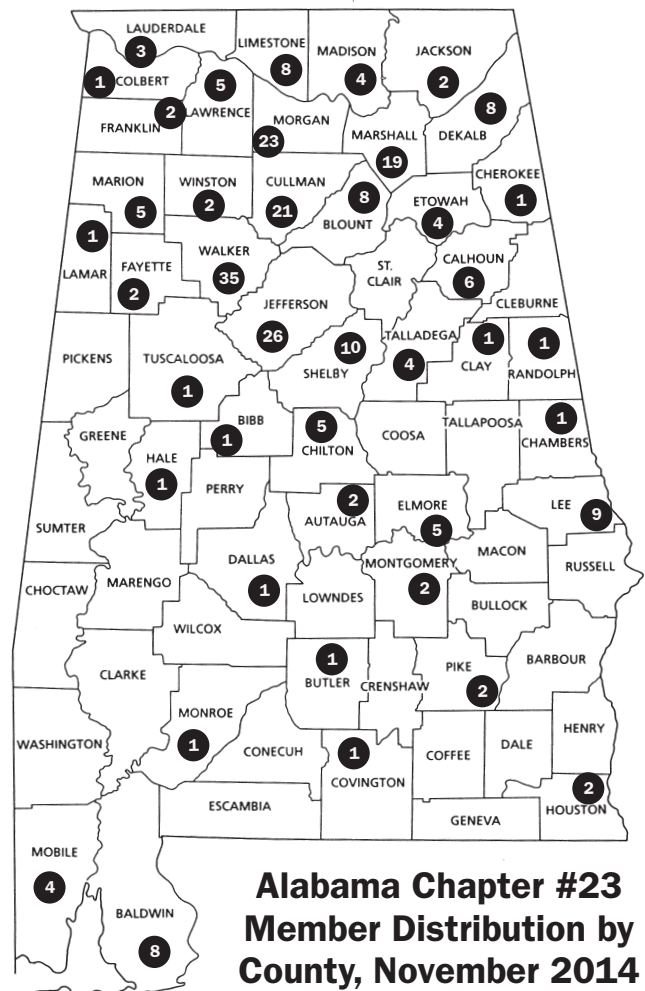 LAUDERDALE
3
LIMESTONE
8
MADISON
4
JACKSON
2
1 COLBERT
5
LAWRENCE
2
FRANKLIN
MORGAN
23
MARSHALL
19
8
DEKALB
MARION
5
WINSTON
2
CULLMAN
21
8
BLOUNT
ETOWAH
4
CHEROKEE
1
1
LAMAR
FAYETTE
2
WALKER
35
JEFFERSON
26
ST.
CLAIR
CALHOUN
6
CLEBURNE
PICKENS
TUSCALOOSA
1
10
SHELBY
TALLADEGA
4
1
CLAY
1
RANDOLPH
GREENE
HALE
1
BIBB
1
5
CHILTON
COOSA
TALLAPOOSA
1
CHAMBERS
SUMTER
PERRY
2
AUTAUGA
ELMORE
5
LEE
9
CHOCTAW
MARENGO
DALLAS
1
LOWNDES
MONTGOMERY
2
MACON
RUSSELL
BULLOCK
WILCOX
CLARKE
1
BUTLER
CRENSHAW
PIKE
2
BARBOUR
WASHINGTON
MONROE
1
CONECUH
1
COVINGTON
COFFEE
DALE
HENRY
2
HOUSTON
ESCAMBIA
GENEVA
MOBILE
4
BALDWIN
8
Alabama Chapter #23
Member Distribution by
County, November 2014